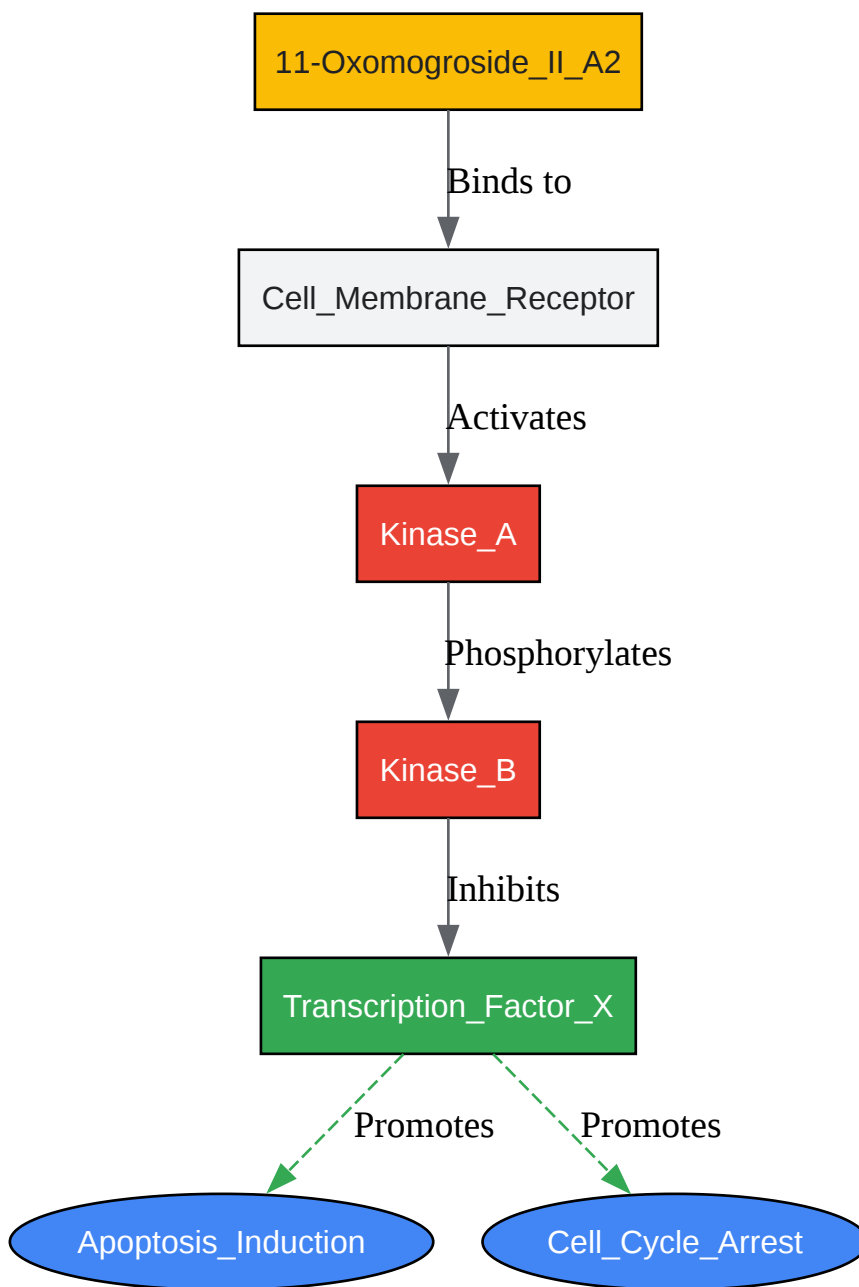 11-Oxomogroside_II_A2
Binds to
Cell_Membrane_Receptor
Activates
Kinase_A
Phosphorylates
Kinase_B
Inhibits
Transcription_Factor_X
Promotes
Promotes
Apoptosis_Induction
Cell_Cycle_Arrest